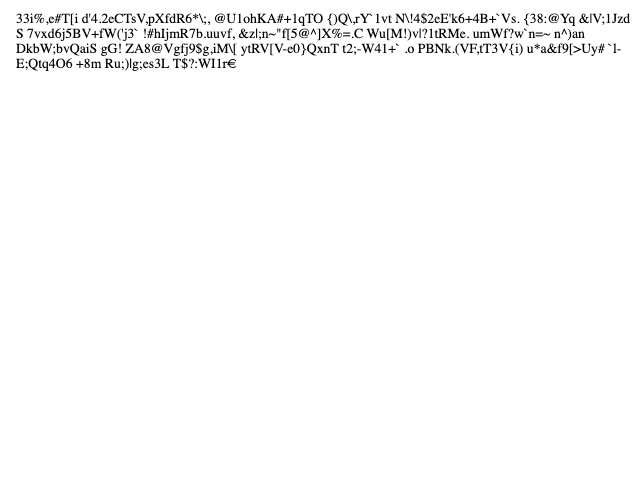 33i%,e#T[i d'4.2eCTsV,pXfdR6*\;, @U1ohKA#+1qTO {)Q\,rY`1vt N\!4$2eE'k6+4B+`Vs. {38:@Yq &|V;1Jzd
S 7vxd6j5BV+fW('j3` !#hIjmR7b.uuvf, &zl;n~"f[5@^]X%=.C Wu[M!)v|?1tRMe. umWf?w`n=~ n^)an
DkbW;bvQaiS gG! ZA8@Vgfj9$g,iM\[ ytRV[V-e0}QxnT t2;-W41+` .o PBNk.(VF,tT3V{i) u*a&f9[>Uy# `l-
E;Qtq4O6 +8m Ru;)lg;es3L T$?:WI1r€